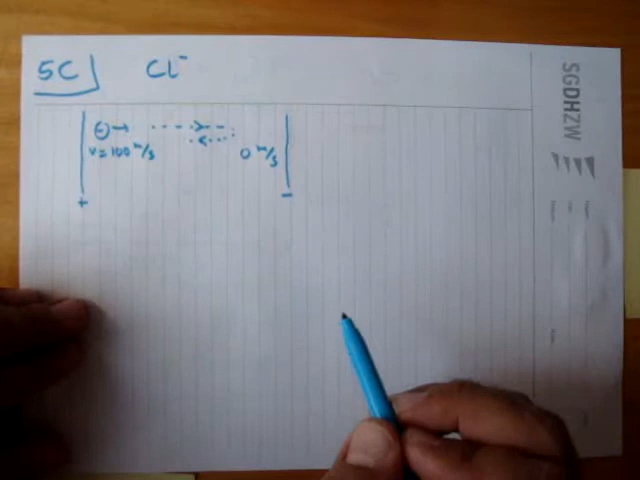 5C Cl⁻
⊖→
v = 100 m/s 0 m/s
+ −
SGDHZW